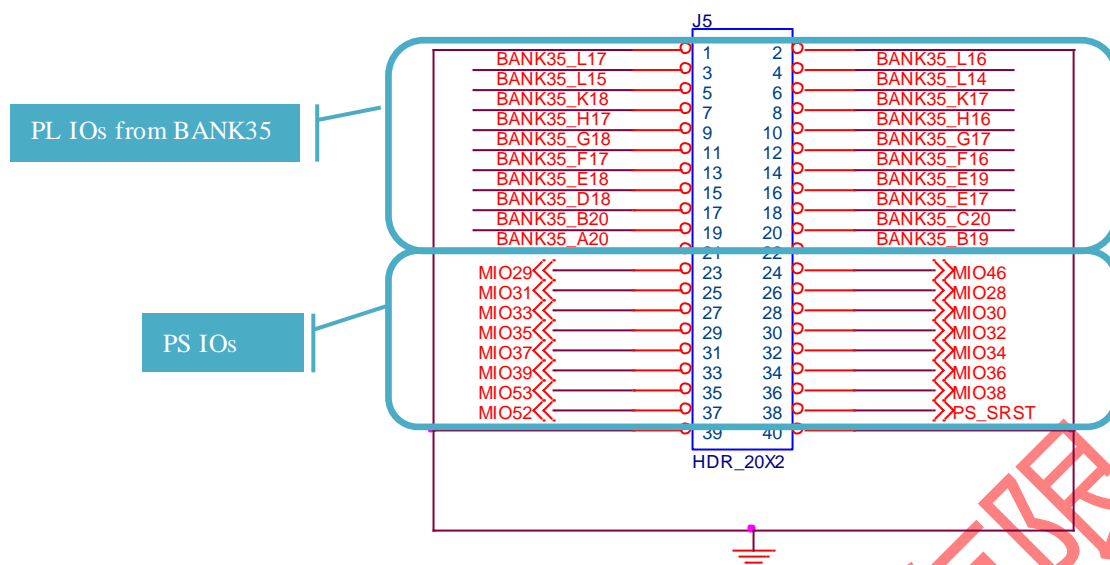 J5
1 2
BANK35_L17 BANK35_L16
3 4
BANK35_L15 BANK35_L14
5 6
BANK35_K18 BANK35_K17
7 8
BANK35_H17 BANK35_H16
PL IOs from BANK35
9 10
BANK35_G18 BANK35_G17
11 12
BANK35_F17 BANK35_F16
13 14
BANK35_E18 BANK35_E19
15 16
BANK35_D18 BANK35_E17
17 18
BANK35_B20 BANK35_C20
19 20
BANK35_A20 BANK35_B19
21 22
MIO29 23 24 MIO46
MIO31 25 26 MIO28
MIO33 27 28 MIO30
MIO35 29 30 MIO32
PS IOs
MIO37 31 32 MIO34
MIO39 33 34 MIO36
MIO53 35 36 MIO38
MIO52 37 38 PS_SRST
39 40
HDR_20X2
限